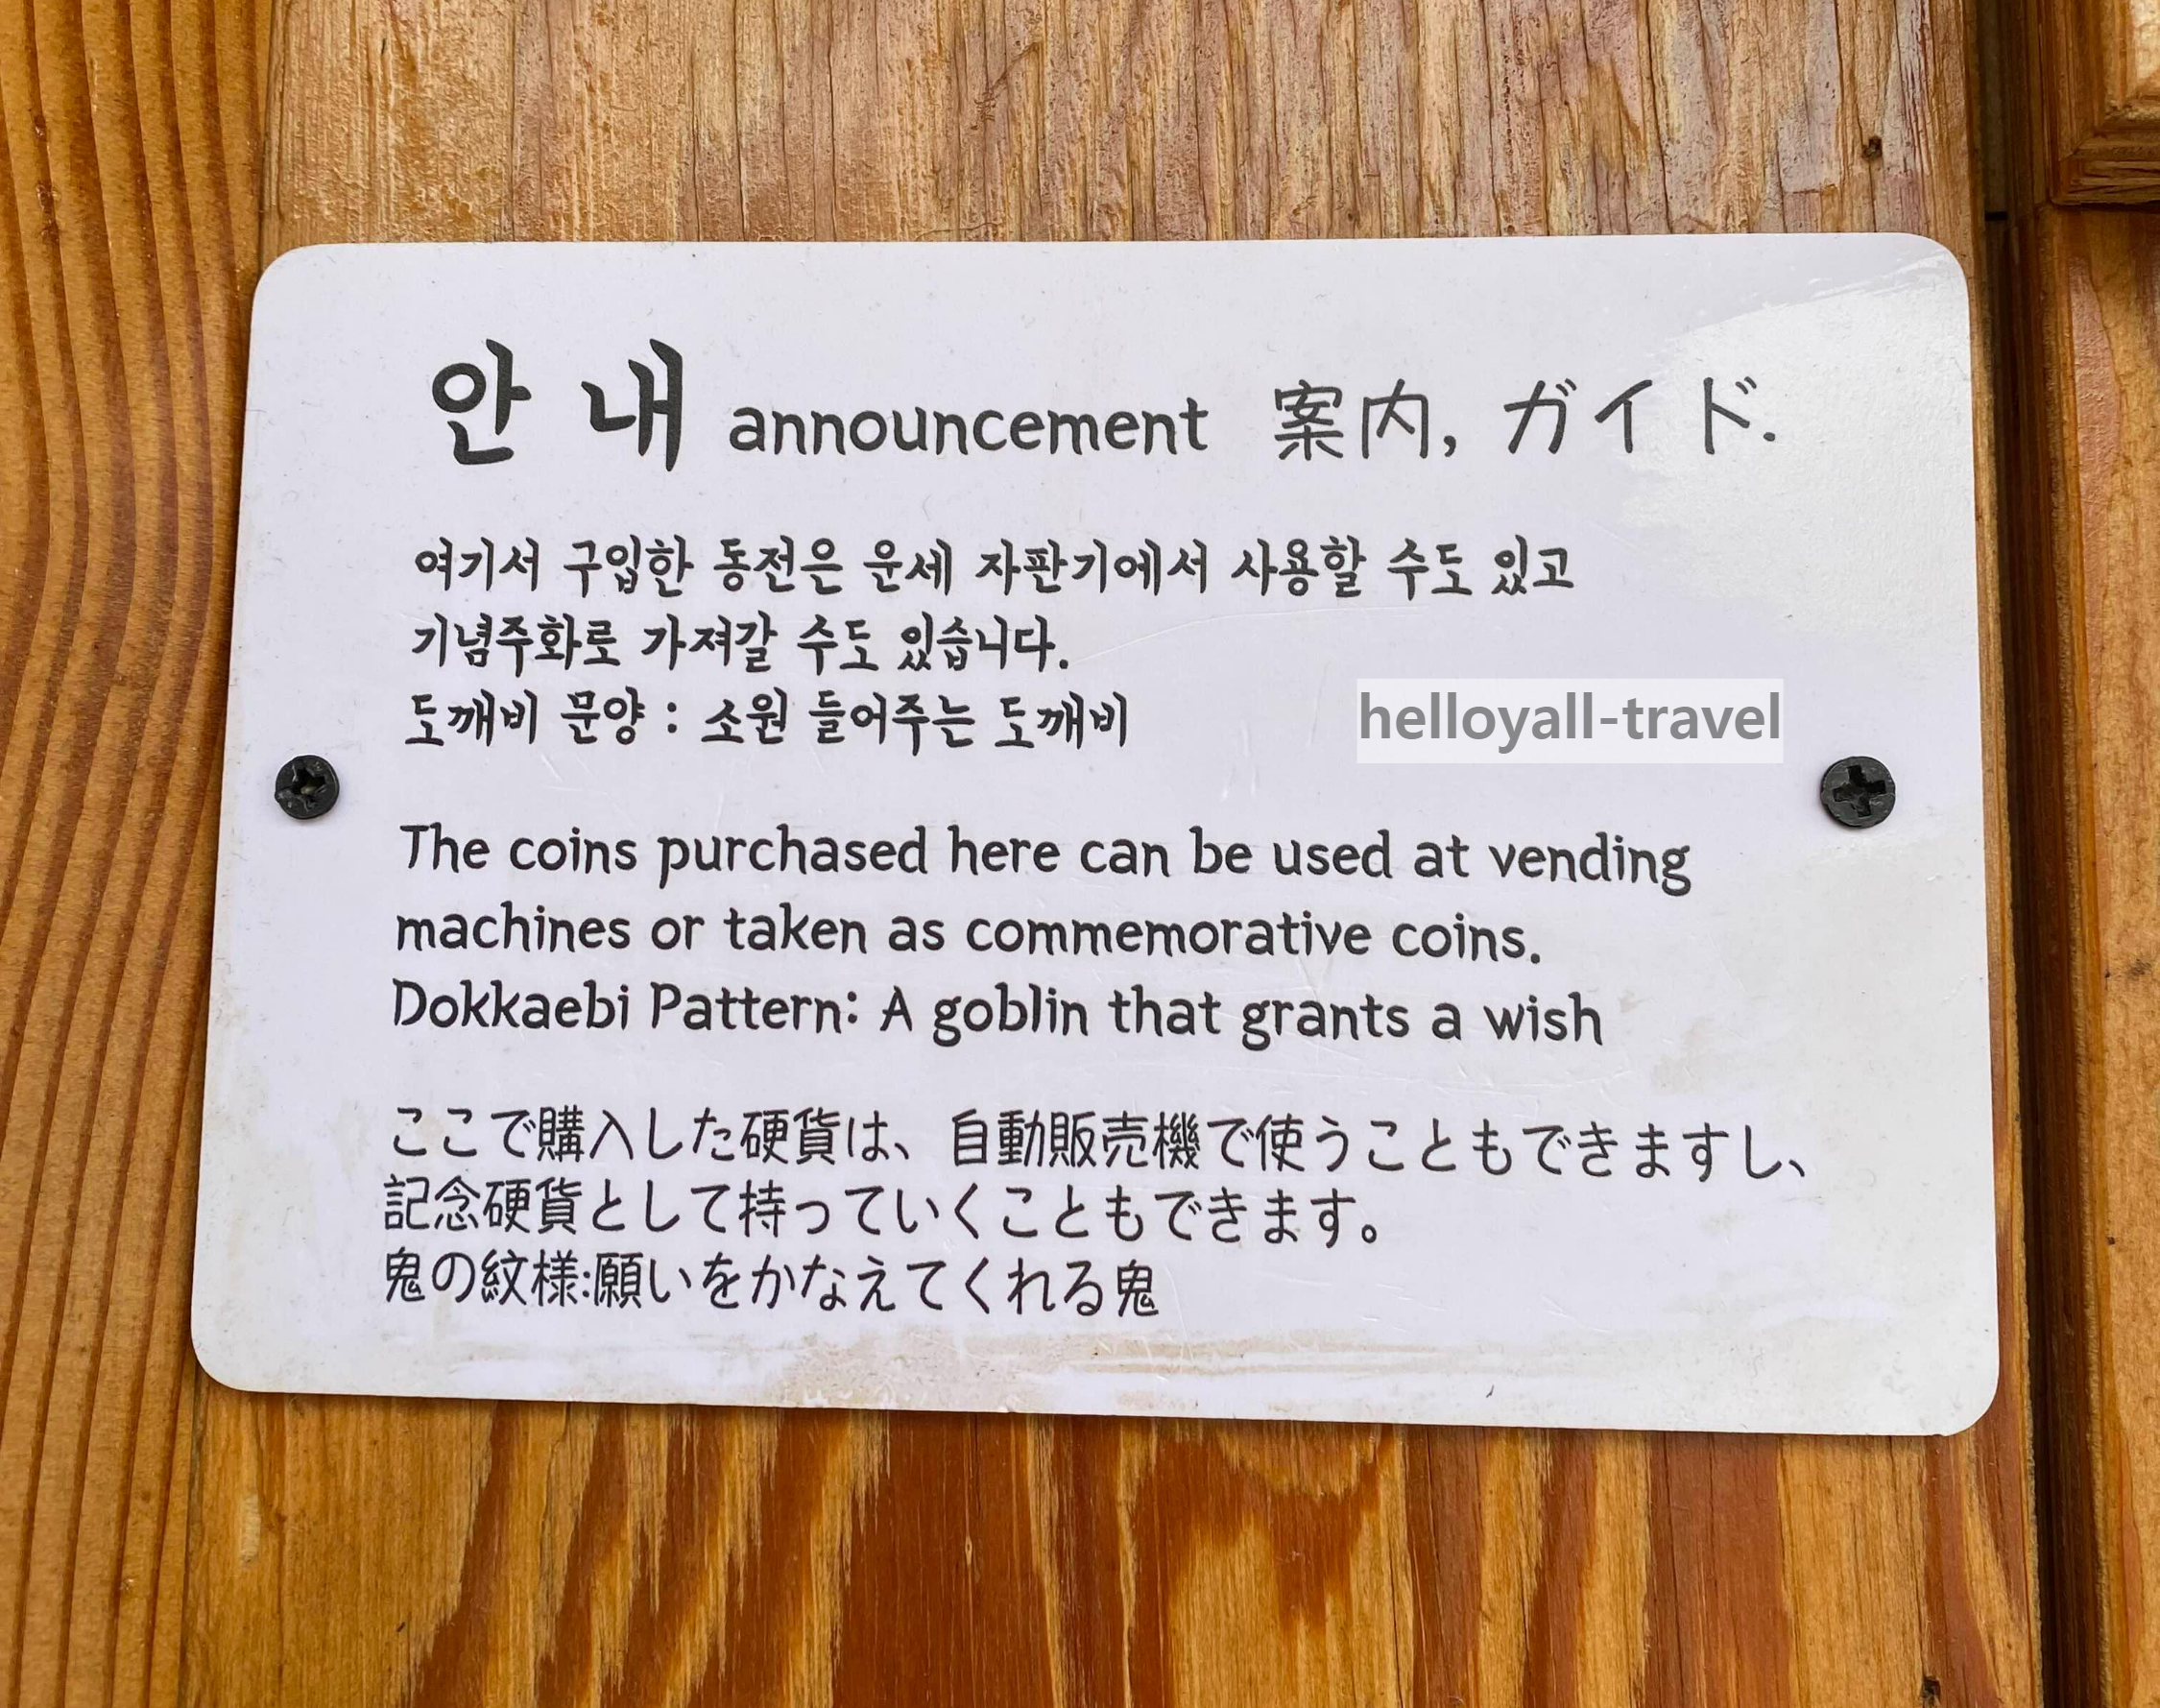 안 내 announcement 案内, ガイド.
여기서 구입한 동전은 운세 자판기에서 사용할 수도 있고
기념주화로 가져갈 수도 있습니다.
도깨비 문양 : 소원 들어주는 도깨비
helloyall-travel
The coins purchased here can be used at vending
machines or taken as commemorative coins.
Dokkaebi Pattern: A goblin that grants a wish
ここで購入した硬貨は、自動販売機で使うこともできますし、
記念硬貨として持っていくこともできます。
鬼の紋様:願いをかなえてくれる鬼